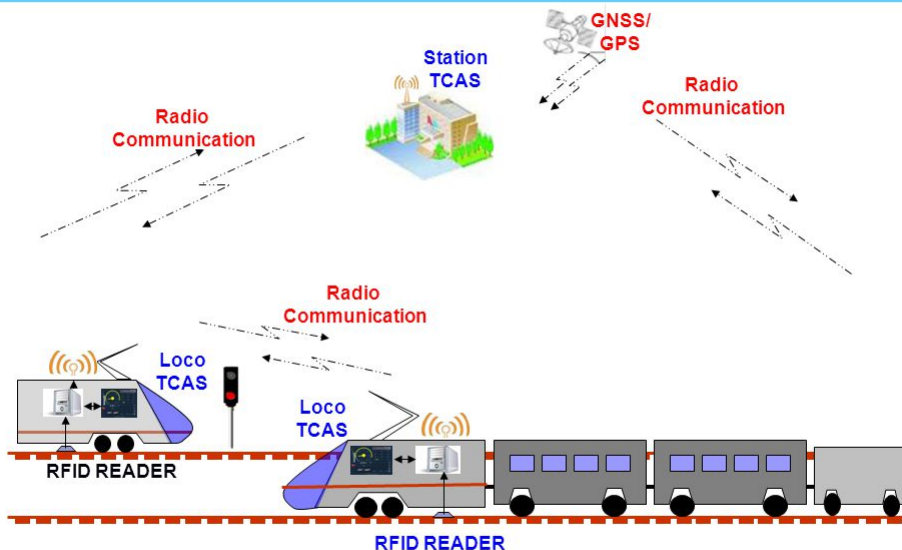 GNSS/
GPS
Station
TCAS
Radio
Communication
Radio
Communication
Radio
Communication
Loco
TCAS
Loco
TCAS
RFID READER
RFID READER